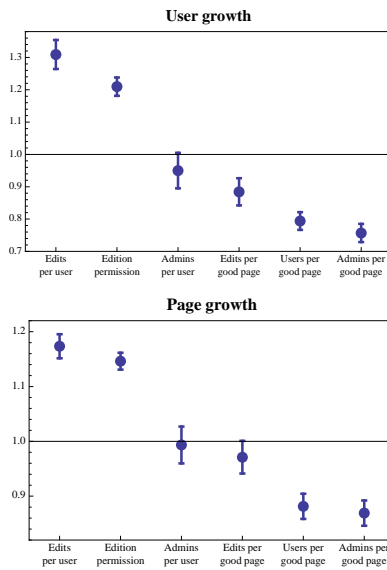 User growth
1.3
1.2
1.1
1.0
0.9
0.8
0.7
Edits per user
Edition permission
Admins per user
Edits per good page
Users per good page
Admins per good page
Page growth
1.2
1.1
1.0
0.9
Edits per user
Edition permission
Admins per user
Edits per good page
Users per good page
Admins per good page